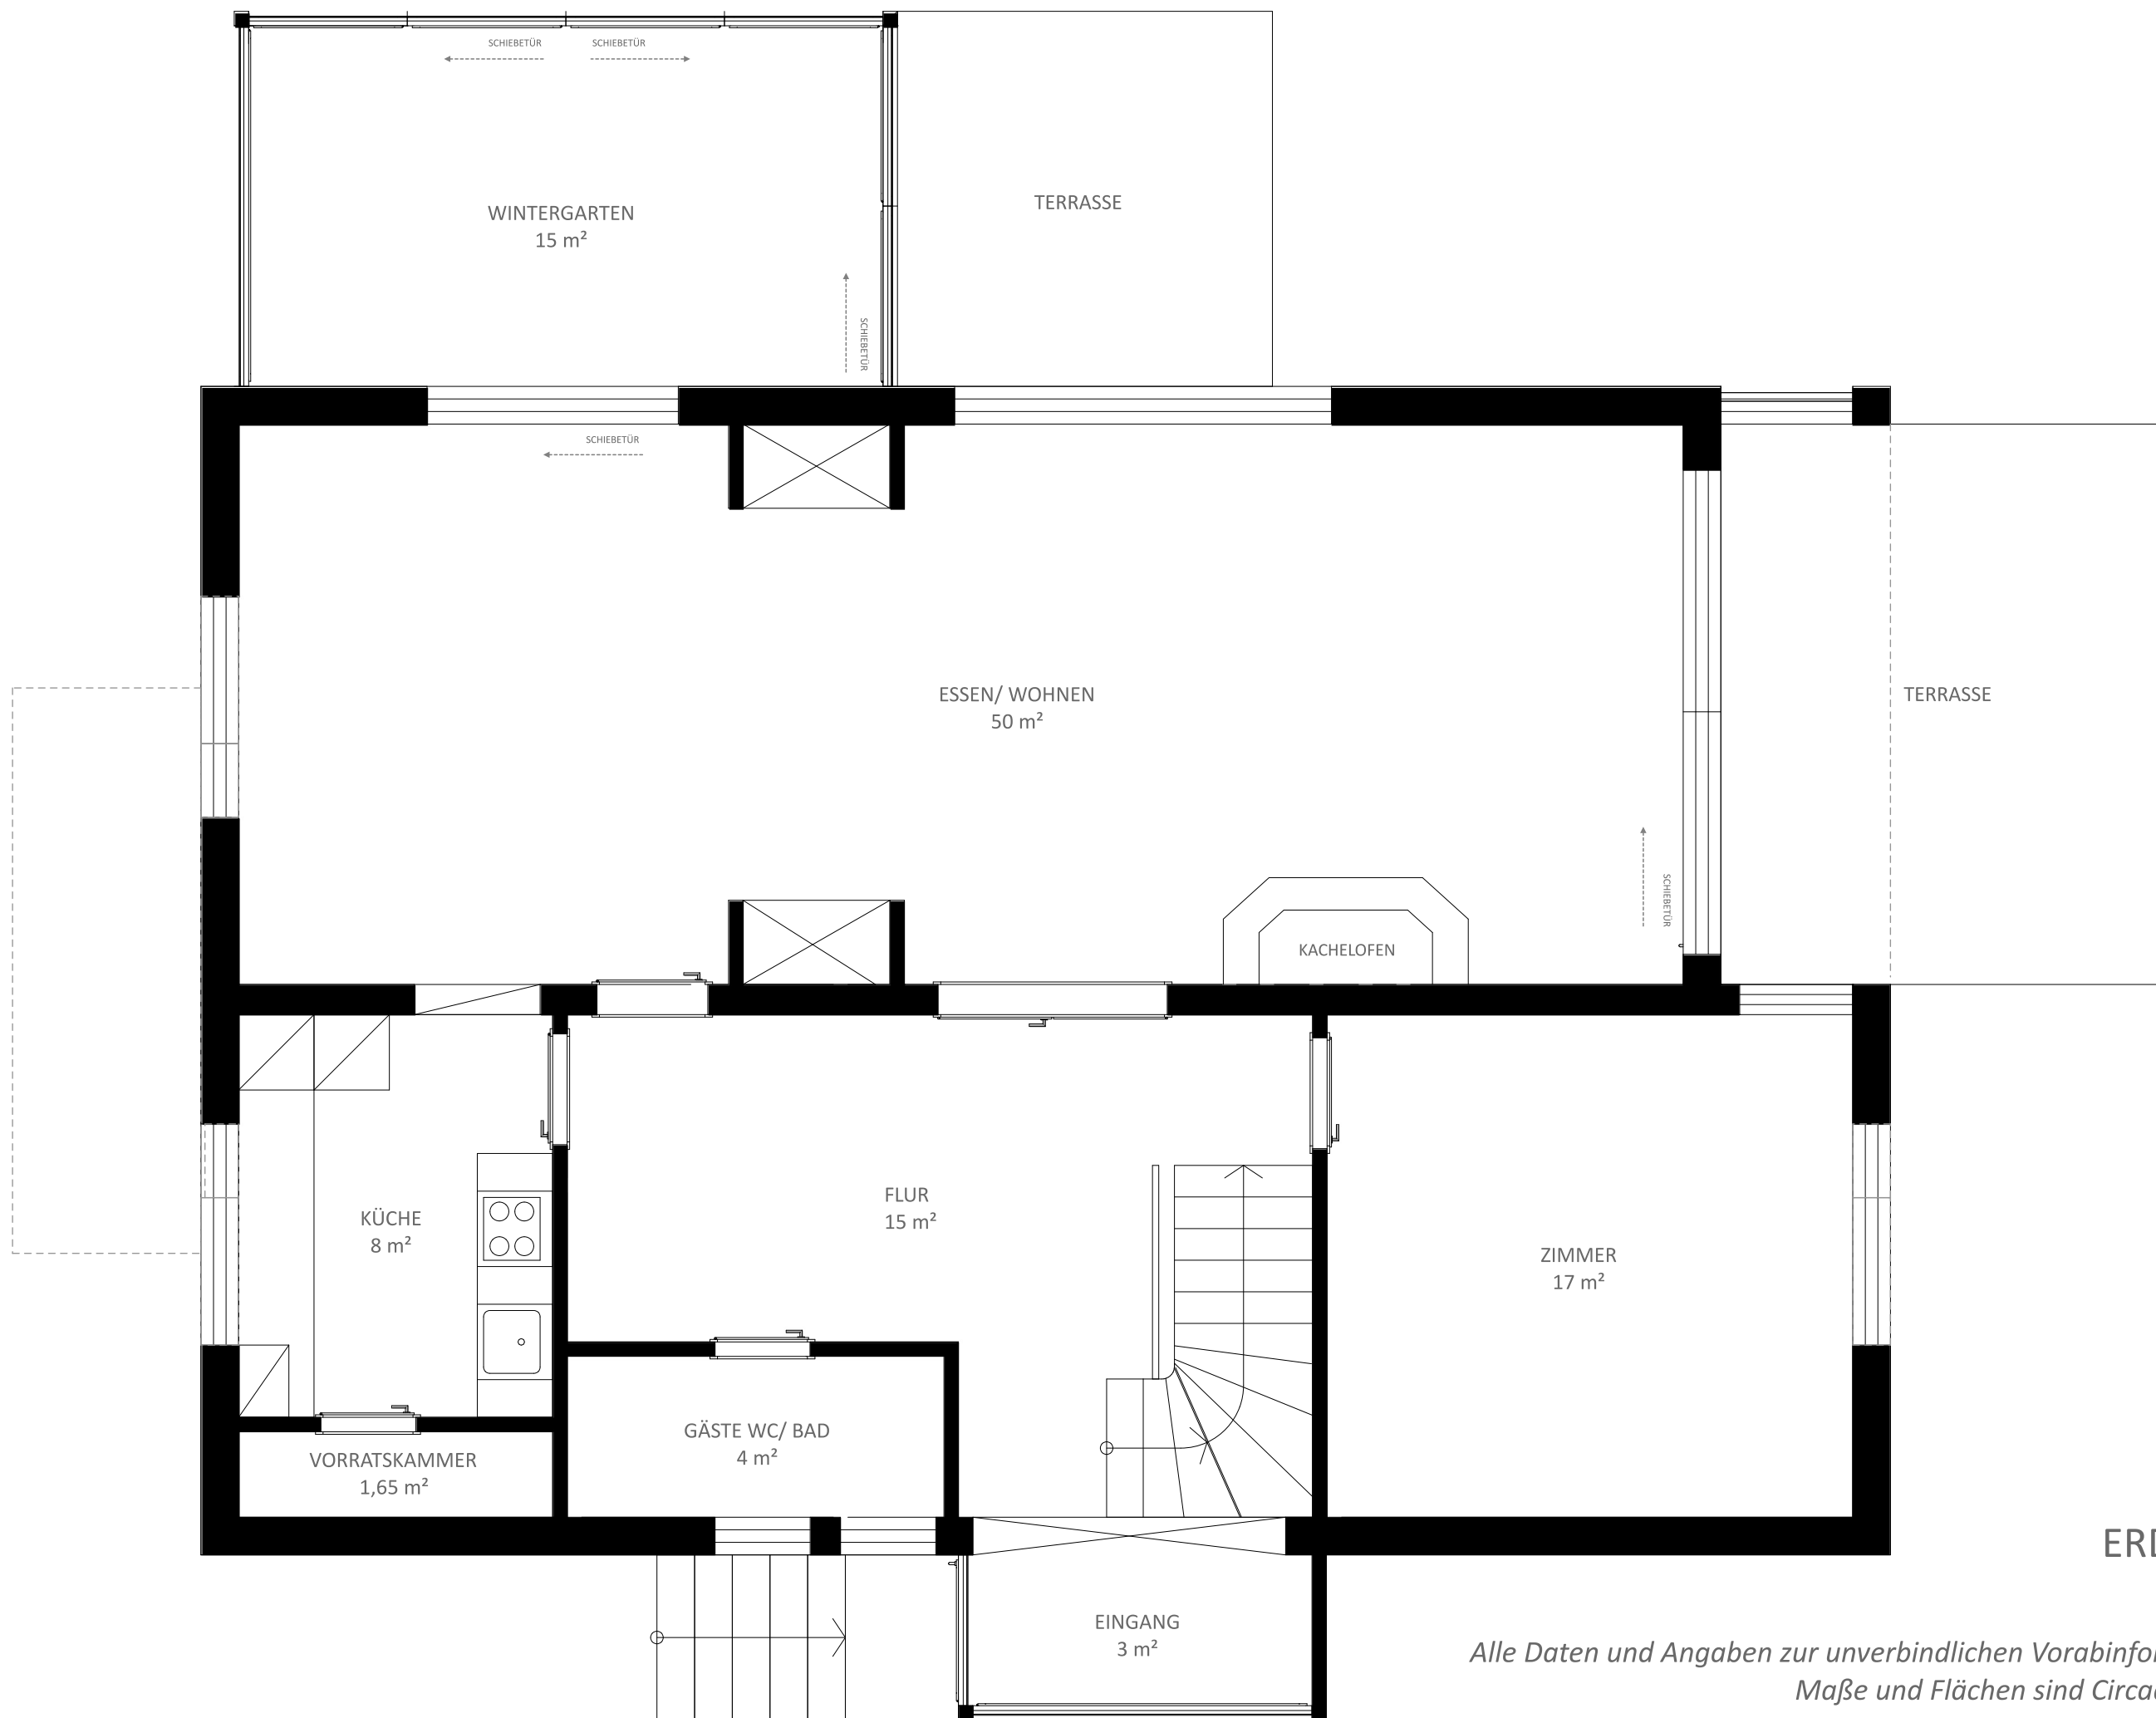 SCHIEBETÜR
SCHIEBETÜR
WINTERGARTEN
15 m²
TERRASSE
SCHIEBETÜR
SCHIEBETÜR
ESSEN/ WOHNEN
50 m²
TERRASSE
SCHIEBETÜR
KACHELOFEN
KÜCHE
8 m²
FLUR
15 m²
ZIMMER
17 m²
GÄSTE WC/ BAD
4 m²
VORRATSKAMMER
1,65 m²
EINGANG
3 m²
Alle Daten und Angaben zur unverbindlichen
Maße und Flächen sind